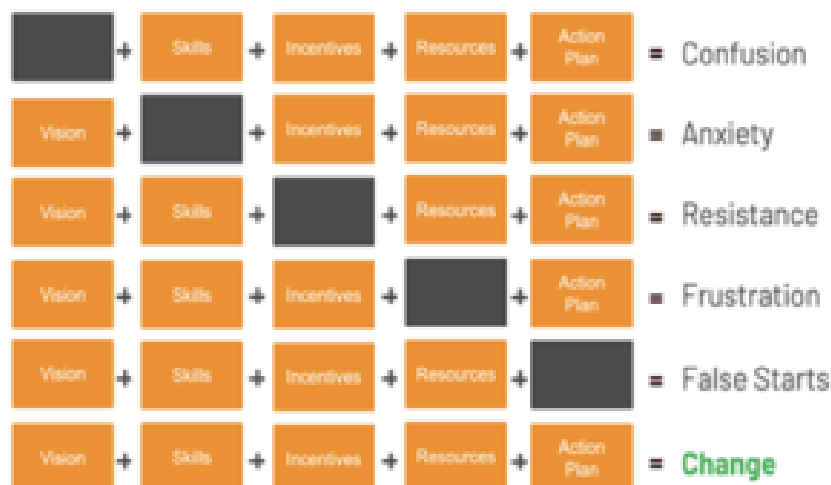 + Skills + Incentives + Resources + Action Plan = Confusion
Vision + + Incentives + Resources + Action Plan = Anxiety
Vision + Skills + + Resources + Action Plan = Resistance
Vision + Skills + Incentives + + Action Plan = Frustration
Vision + Skills + Incentives + Resources + = False Starts
Vision + Skills + Incentives + Resources + Action Plan = Change